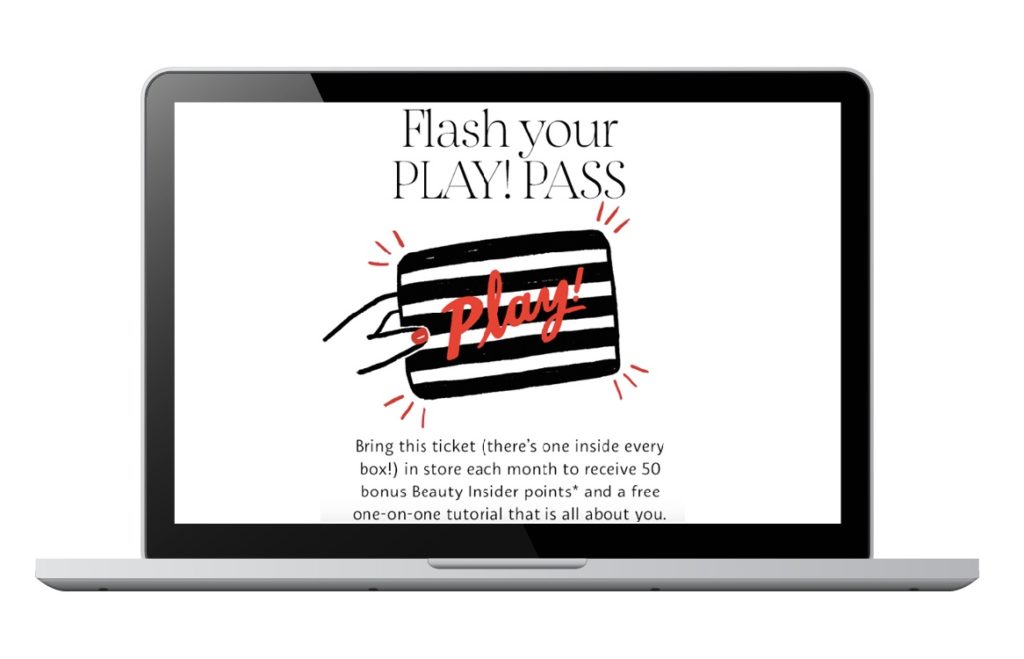 Flash your
PLAY! PASS
Play!
Bring this ticket (there's one inside every
box!) in store each month to receive 50
bonus Beauty Insider points* and a free
one-on-one tutorial that is all about you.